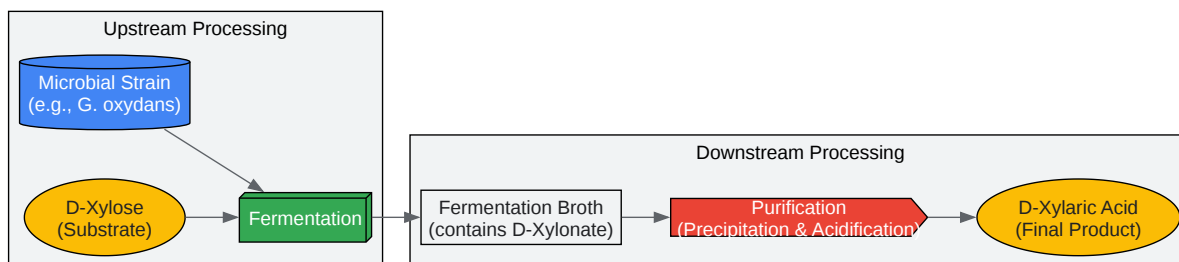 Upstream Processing
Microbial Strain
(e.g., G. oxydans)
D-Xylose
(Substrate)
Fermentation
Downstream Processing
Fermentation Broth
(contains D-Xylonate)
Purification
(Precipitation & Acidification)
D-Xylaric Acid
(Final Product)